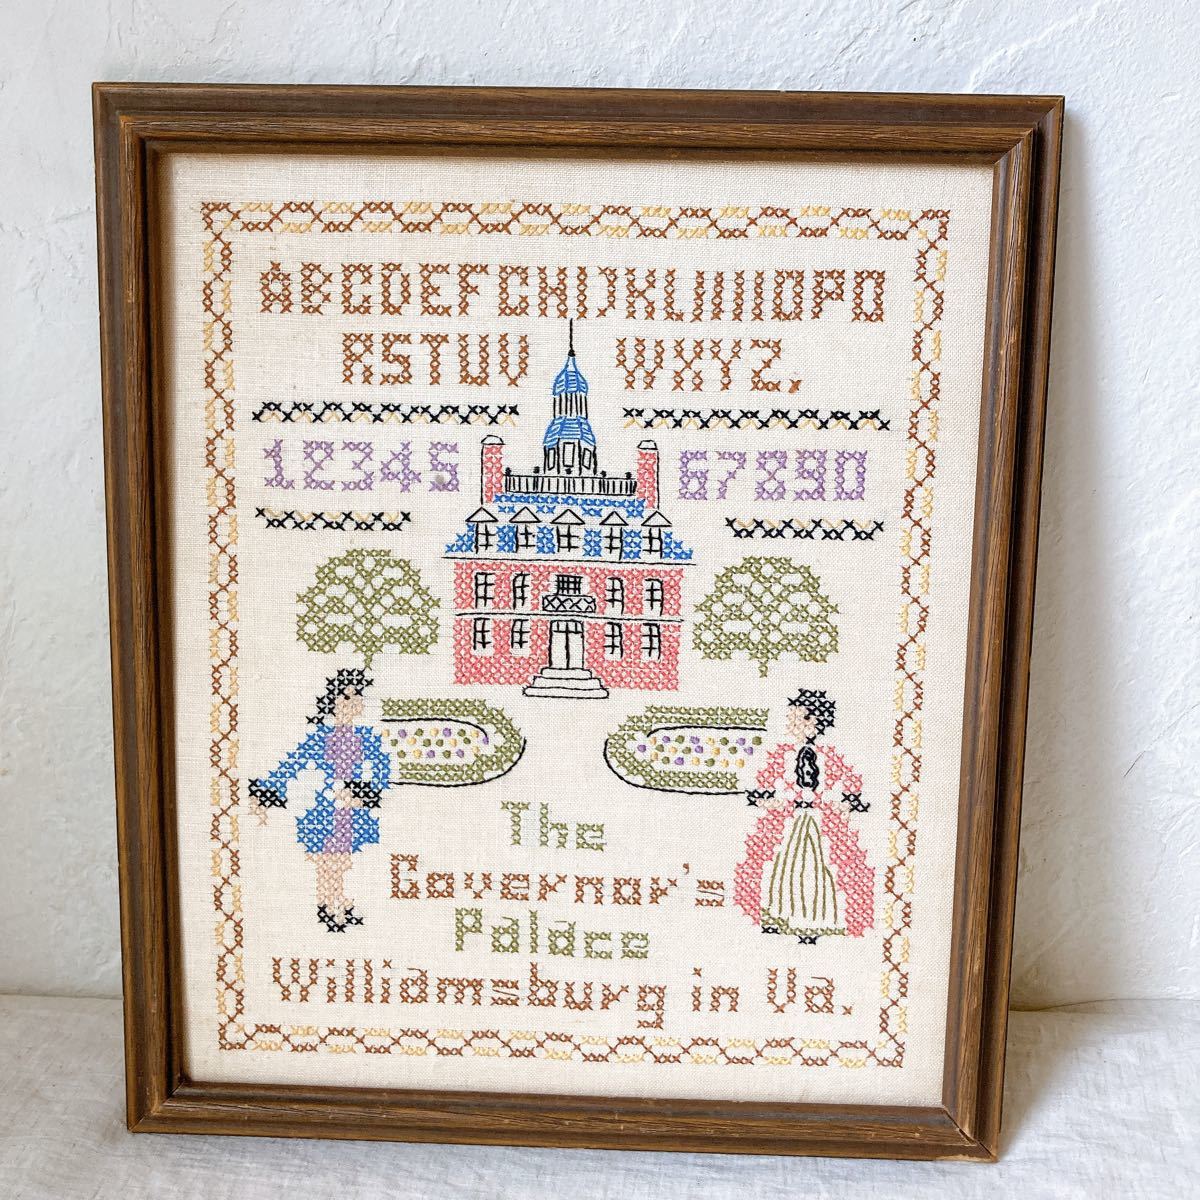 ABCDEFGHIJKLMNOPQ
RSTUV WXYZ,
12345 67890
The
Governor's
Palace
Williamsburg in Va.